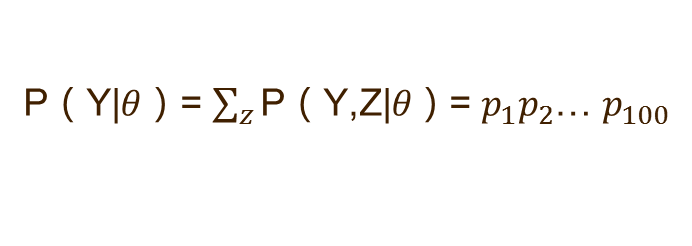 P ( Y|θ ) = ∑_z P ( Y,Z|θ ) = p₁p₂… p₁₀₀